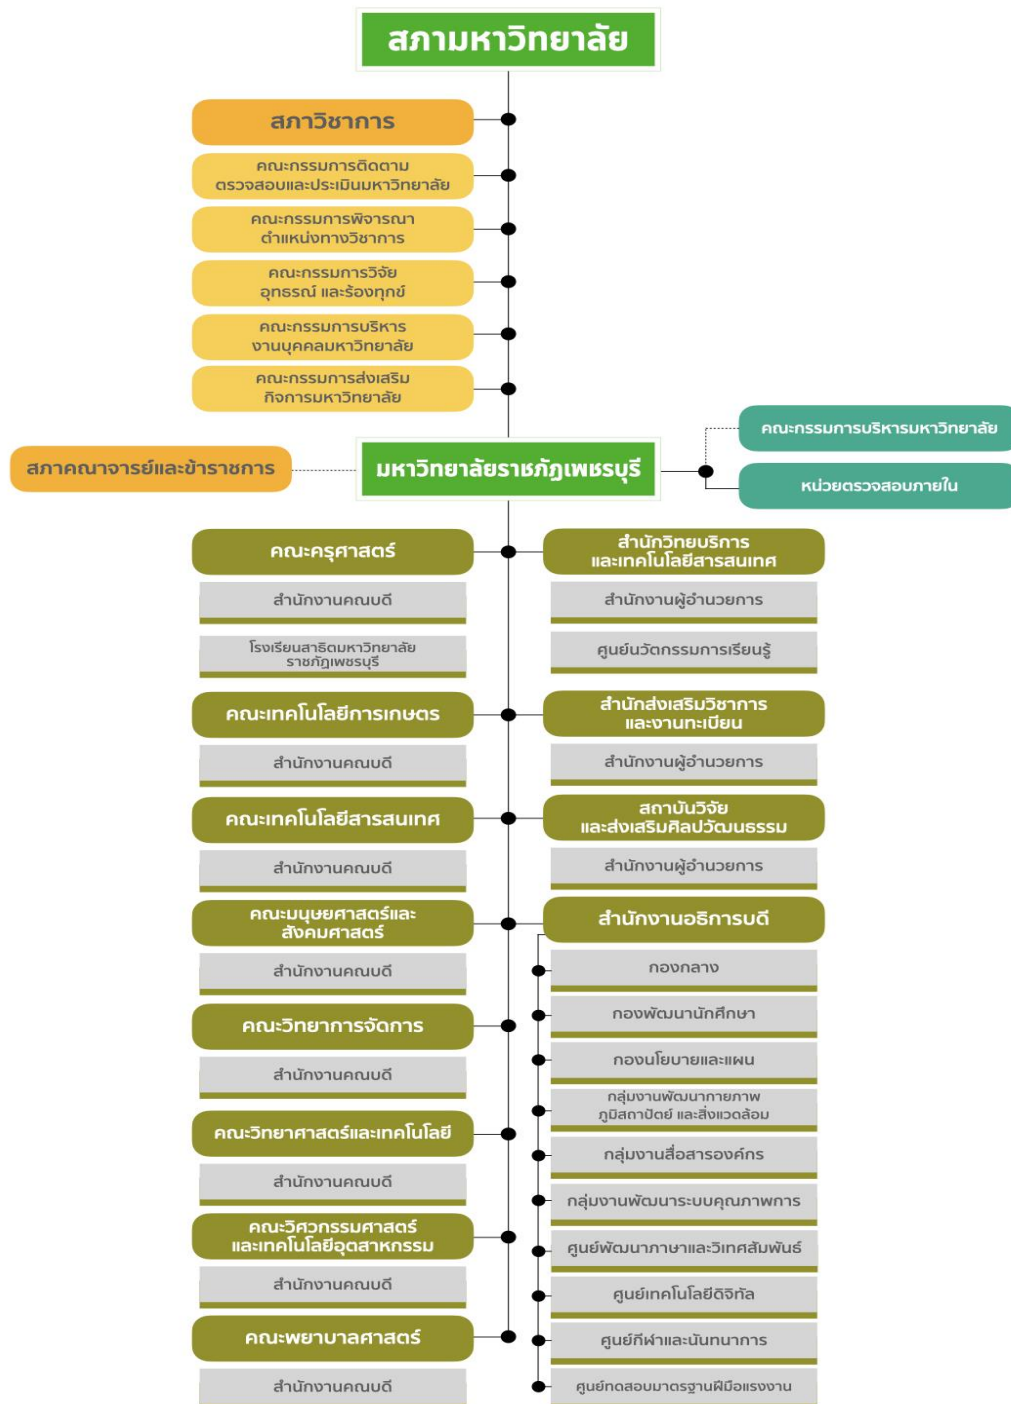 สภามหาวิทยาลัย
สภาวิชาการ
คณะกรรมการติดตาม
ตรวจสอบและประเมินมหาวิทยาลัย
คณะกรรมการพิจารณา
ตำแหน่งทางวิชาการ
คณะกรรมการวิจัย
อุทธรณ์ และร้องทุกข์
คณะกรรมการบริหาร
งานบุคคลมหาวิทยาลัย
คณะกรรมการส่งเสริม
กิจการมหาวิทยาลัย
คณะกรรมการบริหารมหาวิทยาลัย
สภาคณาจารย์และข้าราชการ
มหาวิทยาลัยราชภัฏเพชรบุรี
หน่วยตรวจสอบภายใน
คณะครุศาสตร์
สำนักงานคณบดี
โรงเรียนสาธิตมหาวิทยาลัย
ราชภัฏเพชรบุรี
คณะเทคโนโลยีการเกษตร
สำนักงานคณบดี
คณะเทคโนโลยีสารสนเทศ
สำนักงานคณบดี
คณะมนุษยศาสตร์และ
สังคมศาสตร์
สำนักงานคณบดี
คณะวิทยาการจัดการ
สำนักงานคณบดี
คณะวิทยาศาสตร์และเทคโนโลยี
สำนักงานคณบดี
คณะวิศวกรรมศาสตร์
และเทคโนโลยีอุตสาหกรรม
สำนักงานคณบดี
คณะพยาบาลศาสตร์
สำนักงานคณบดี
สำนักวิทยบริการ
และเทคโนโลยีสารสนเทศ
สำนักงานผู้อำนวยการ
ศูนย์นวัตกรรมการเรียนรู้
สำนักส่งเสริมวิชาการ
และงานทะเบียน
สำนักงานผู้อำนวยการ
สถาบันวิจัย
และส่งเสริมศิลปวัฒนธรรม
สำนักงานผู้อำนวยการ
สำนักงานอธิการบดี
กองกลาง
กองพัฒนานักศึกษา
กองนโยบายและแผน
กลุ่มงานพัฒนากายภาพ
ภูมิสถาปัตย์ และสิ่งแวดล้อม
กลุ่มงานสื่อสารองค์กร
กลุ่มงานพัฒนาระบบคุณภาพการ
ศูนย์พัฒนาภาษาและวิเทศสัมพันธ์
ศูนย์เทคโนโลยีดิจิทัล
ศูนย์กีฬาและนันทนาการ
ศูนย์ทดสอบมาตรฐานฝีมือแรงงาน